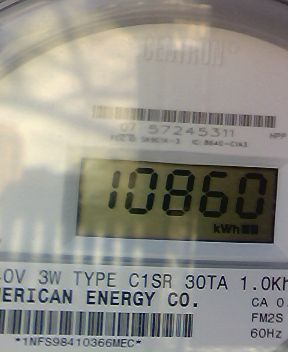 CENTRON®
07 57245311
10860
kWh
0V 3W TYPE C1SR 30TA 1.0Kh
ERICAN ENERGY CO.
CA 0.
FM2S
60Hz
*1NFS98410366MEC*